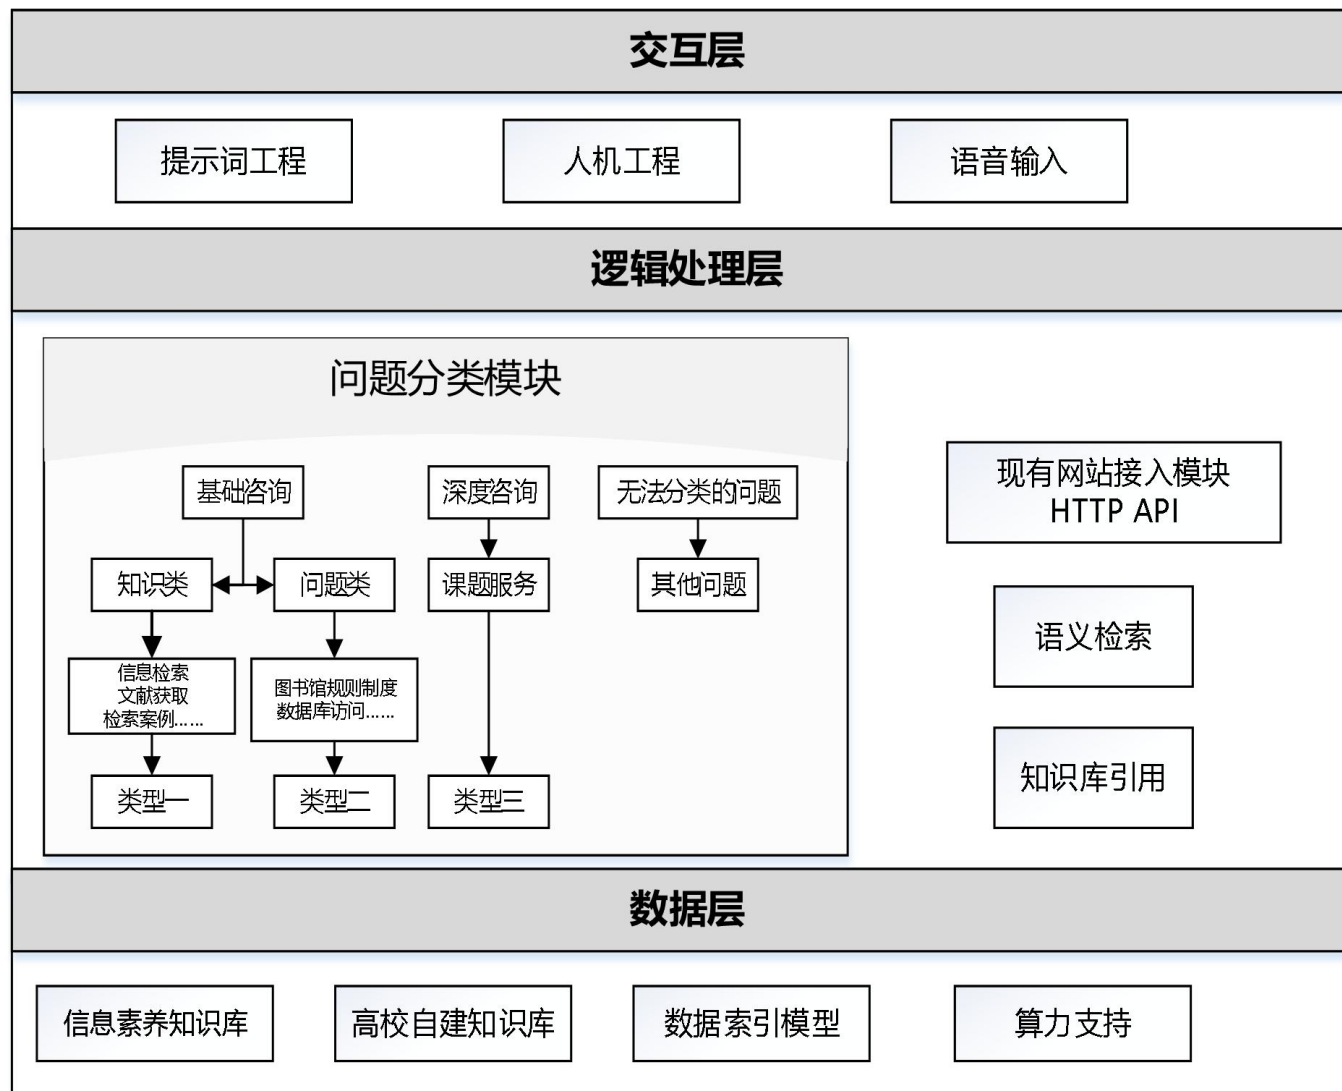 交互层
提示词工程
人机工程
语音输入
逻辑处理层
问题分类模块
基础咨询
深度咨询
无法分类的问题
知识类
问题类
课题服务
其他问题
信息检索
文献获取
检索案例......
图书馆规则制度
数据库访问......
类型一
类型二
类型三
现有网站接入模块
HTTP API
语义检索
知识库引用
数据层
信息素养知识库
高校自建知识库
数据索引模型
算力支持